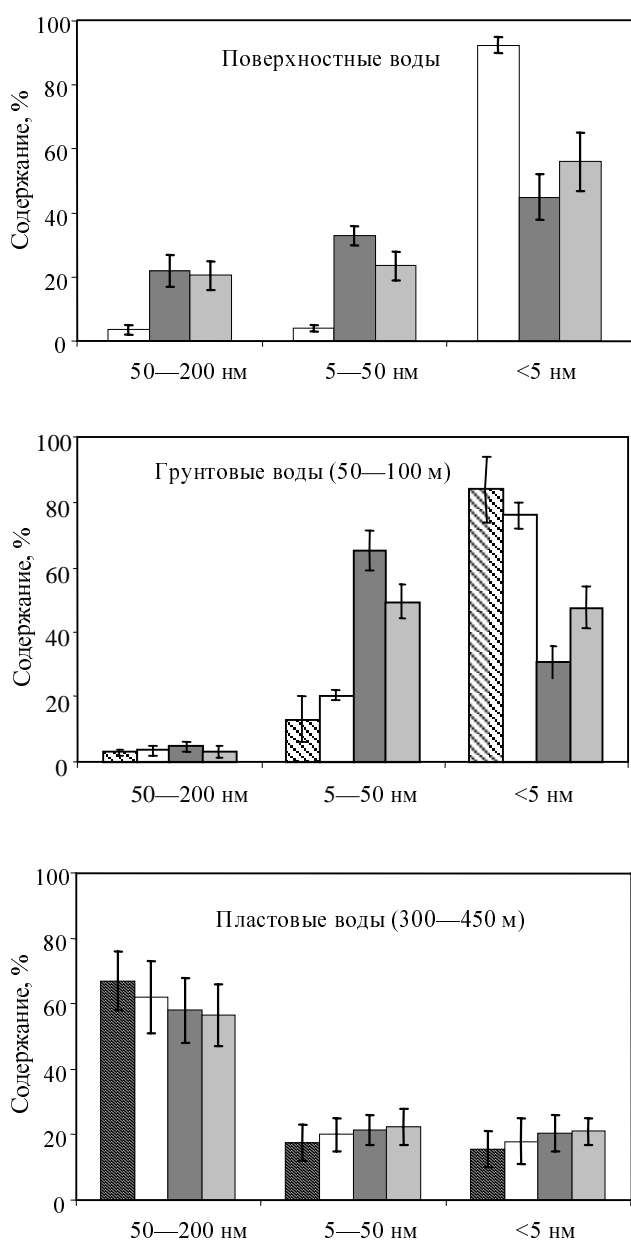 Поверхностные воды
Содержание, %
100
80
60
40
20
0
50—200 нм
5—50 нм
<5 нм
Грунтовые воды (50—100 м)
Содержание, %
100
80
60
40
20
0
50—200 нм
5—50 нм
<5 нм
Пластовые воды (300—450 м)
Содержание, %
100
80
60
40
20
0
50—200 нм
5—50 нм
<5 нм